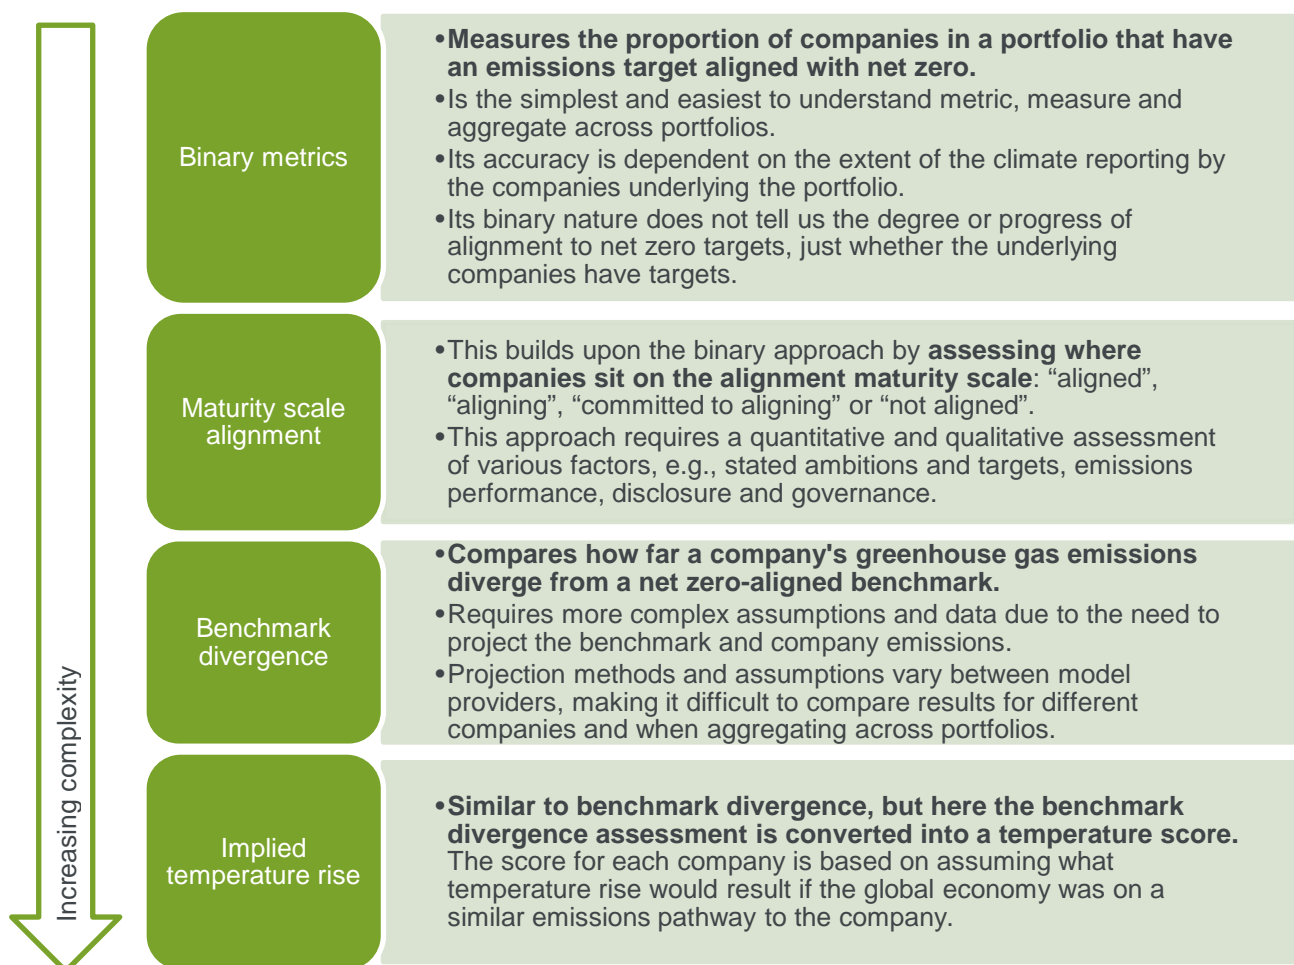 Binary metrics
•Measures the proportion of companies in a portfolio that have
an emissions target aligned with net zero.
•Is the simplest and easiest to understand metric, measure and
aggregate across portfolios.
•Its accuracy is dependent on the extent of the climate reporting by
the companies underlying the portfolio.
•Its binary nature does not tell us the degree or progress of
alignment to net zero targets, just whether the underlying
companies have targets.
Maturity scale
alignment
•This builds upon the binary approach by assessing where
companies sit on the alignment maturity scale: “aligned”,
“aligning”, “committed to aligning” or “not aligned”.
•This approach requires a quantitative and qualitative assessment
of various factors, e.g., stated ambitions and targets, emissions
performance, disclosure and governance.
Benchmark
divergence
•Compares how far a company's greenhouse gas emissions
diverge from a net zero-aligned benchmark.
•Requires more complex assumptions and data due to the need to
project the benchmark and company emissions.
•Projection methods and assumptions vary between model
providers, making it difficult to compare results for different
companies and when aggregating across portfolios.
Implied
temperature rise
•Similar to benchmark divergence, but here the benchmark
divergence assessment is converted into a temperature score.
The score for each company is based on assuming what
temperature rise would result if the global economy was on a
similar emissions pathway to the company.
Increasing complexity